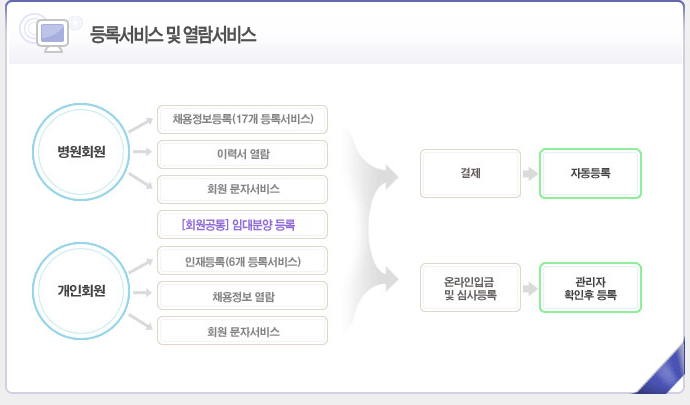 등록서비스 및 열람서비스
병원회원
채용정보등록(17개 등록서비스)
이력서 열람
회원 문자서비스
[회원공통] 임대분양 등록
개인회원
인재등록(6개 등록서비스)
채용정보 열람
회원 문자서비스
결제
자동등록
온라인입금
및 심사등록
관리자
확인후 등록